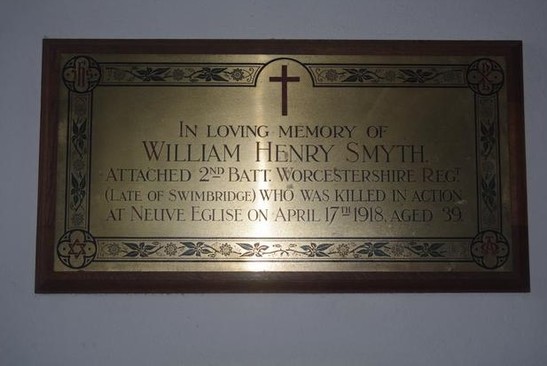 IN LOVING MEMORY OF
WILLIAM HENRY SMYTH.
ATTACHED 2ND BATT. WORCESTERSHIRE REGT
(LATE OF SWIMBRIDGE) WHO WAS KILLED IN ACTION
AT NEUVE EGLISE ON APRIL 17TH 1918, AGED 39.